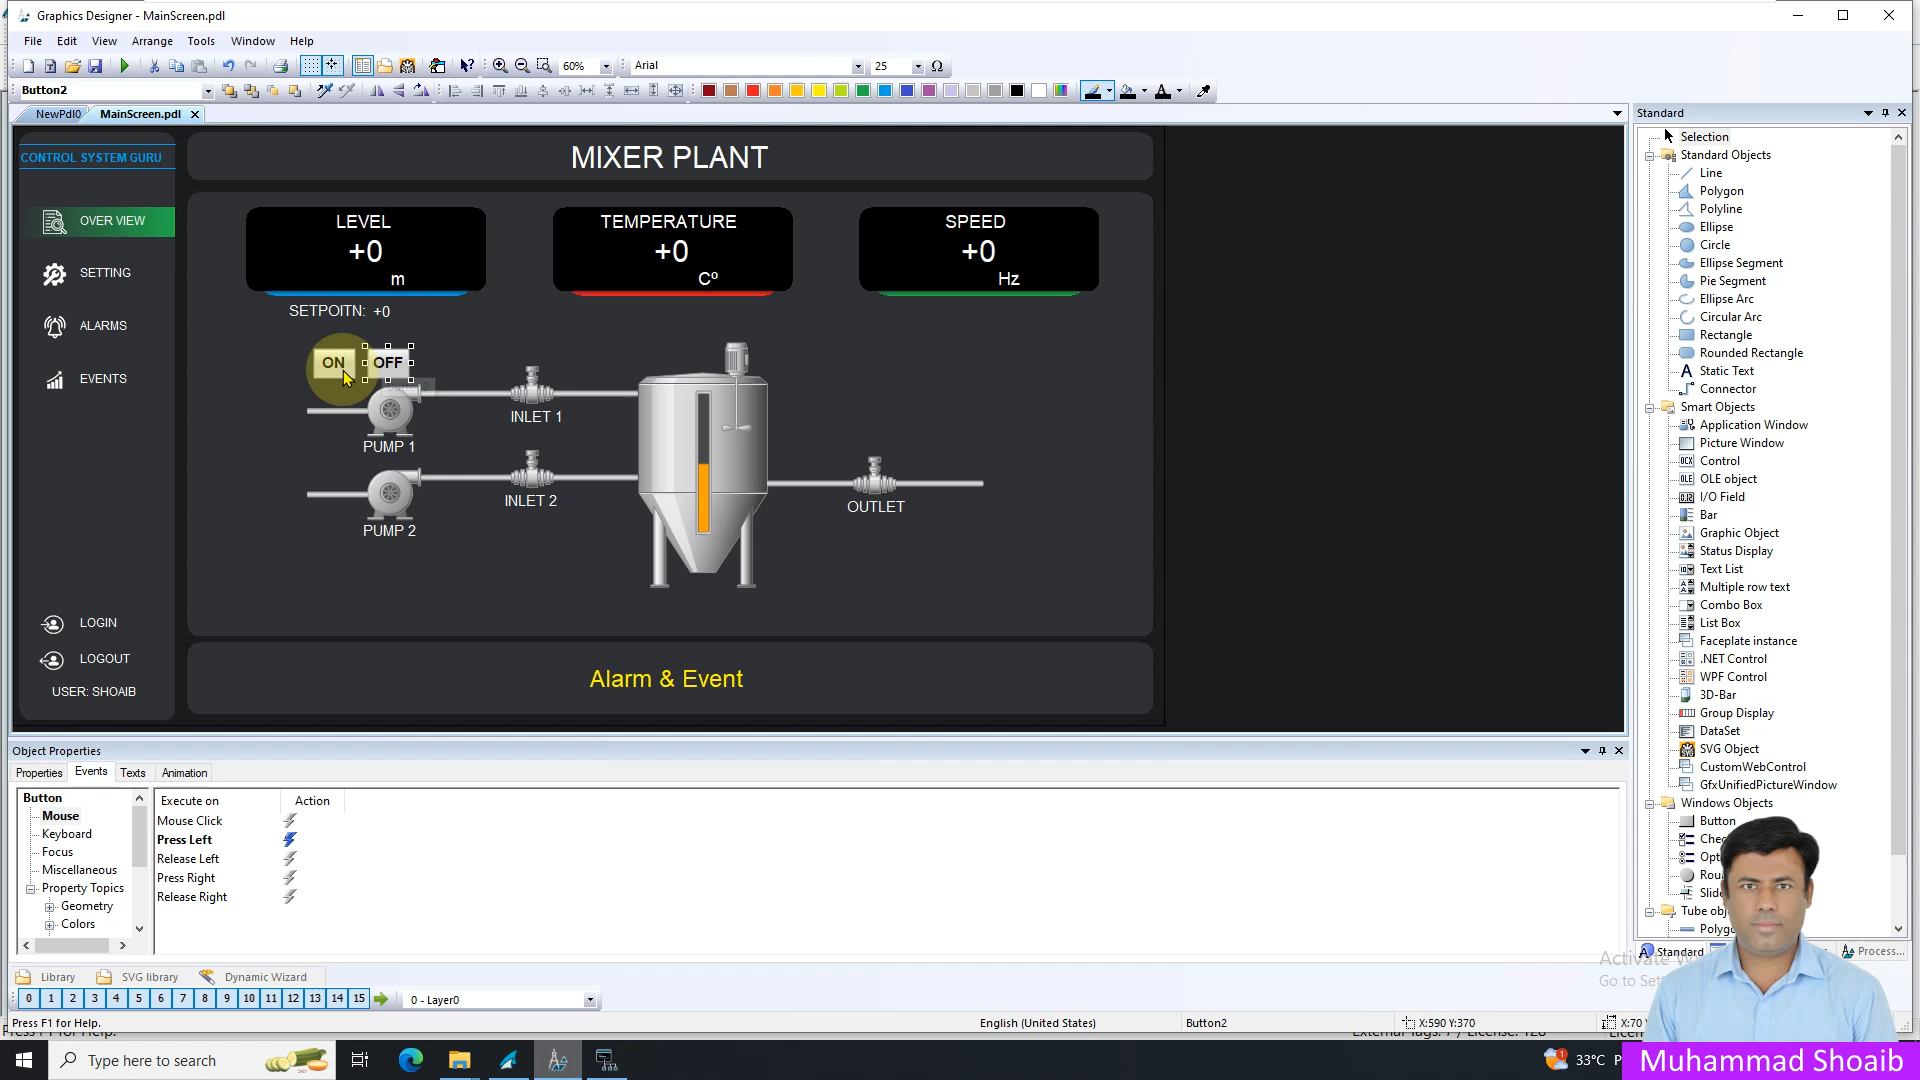 Graphics Designer - MainScreen.pdl
File Edit View Arrange Tools Window Help
60% Arial 25 Ω
Button2
NewPdl0 MainScreen.pdl
CONTROL SYSTEM GURU
OVER VIEW
SETTING
ALARMS
EVENTS
LOGIN
LOGOUT
USER: SHOAIB
MIXER PLANT
LEVEL
+0
m
TEMPERATURE
+0
Cº
SPEED
+0
Hz
SETPOITN: +0
ON OFF
INLET 1
PUMP 1
INLET 2
PUMP 2
OUTLET
Alarm & Event
Standard
Selection
Standard Objects
Line
Polygon
Polyline
Ellipse
Circle
Ellipse Segment
Pie Segment
Ellipse Arc
Circular Arc
Rectangle
Rounded Rectangle
Static Text
Connector
Smart Objects
Application Window
Picture Window
Control
OLE object
I/O Field
Bar
Graphic Object
Status Display
Text List
Multiple row text
Combo Box
List Box
Faceplate instance
.NET Control
WPF Control
3D-Bar
Group Display
DataSet
SVG Object
CustomWebControl
GfxUnifiedPictureWindow
Windows Objects
Button
Standard Process...
Object Properties
Properties Events Texts Animation
Button
Mouse
Keyboard
Focus
Miscellaneous
Property Topics
Geometry
Colors
Execute on Action
Mouse Click
Press Left
Release Left
Press Right
Release Right
Library SVG library Dynamic Wizard
0 1 2 3 4 5 6 7 8 9 10 11 12 13 14 15 0 - Layer0
Press F1 for Help. English (United States) Button2 X:590 Y:370 X:70
Type here to search 33°C
Muhammad Shoaib